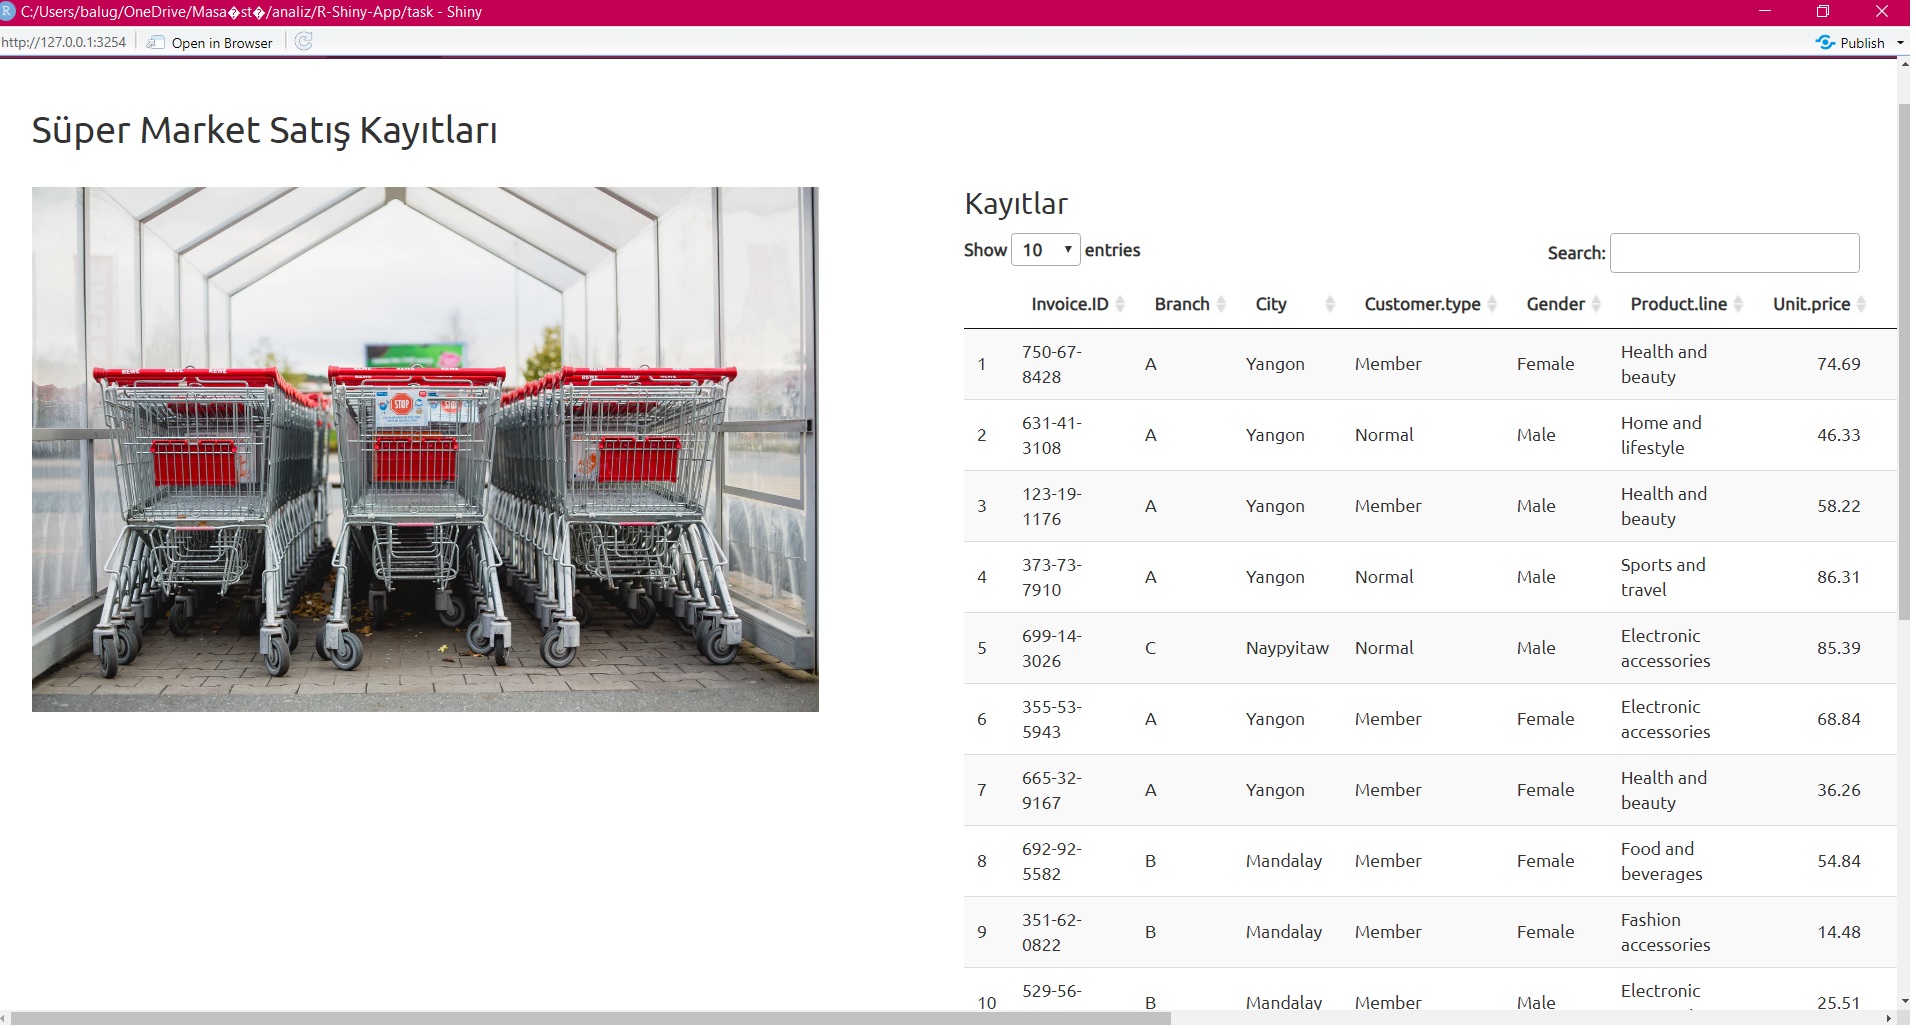 C:/Users/balug/OneDrive/Masa�st�/analiz/R-Shiny-App/task - Shiny
http://127.0.0.1:3254 Open in Browser Publish
Süper Market Satış Kayıtları
REWE REWE REWE
STOP
Kayıtlar
Show 10 entries Search:
Invoice.ID Branch City Customer.type Gender Product.line Unit.price
1 750-67-8428 A Yangon Member Female Health and beauty 74.69
2 631-41-3108 A Yangon Normal Male Home and lifestyle 46.33
3 123-19-1176 A Yangon Member Male Health and beauty 58.22
4 373-73-7910 A Yangon Normal Male Sports and travel 86.31
5 699-14-3026 C Naypyitaw Normal Male Electronic accessories 85.39
6 355-53-5943 A Yangon Member Female Electronic accessories 68.84
7 665-32-9167 A Yangon Member Female Health and beauty 36.26
8 692-92-5582 B Mandalay Member Female Food and beverages 54.84
9 351-62-0822 B Mandalay Member Female Fashion accessories 14.48
10 529-56- B Mandalay Member Male Electronic 25.51